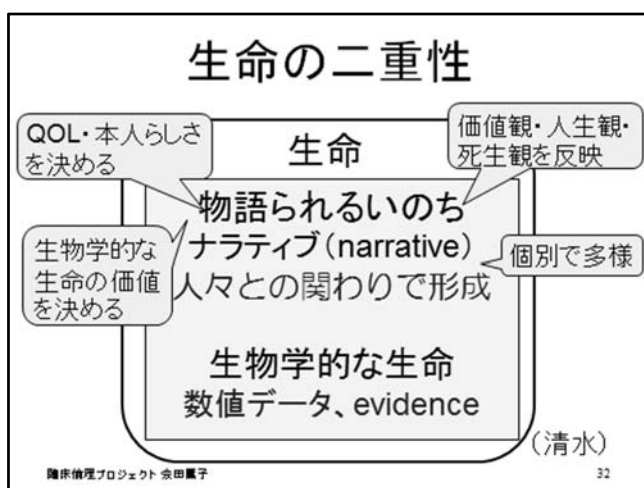 生命の二重性
QOL・本人らしさ
を決める
価値観・人生観・
死生観を反映
生命
物語られるいのち
ナラティブ(narrative)
人々との関わりで形成
生物学的な
生命の価値
を決める
個別で多様
生物学的な生命
数値データ、evidence
(清水)
臨床倫理プロジェクト 会田薫子
32